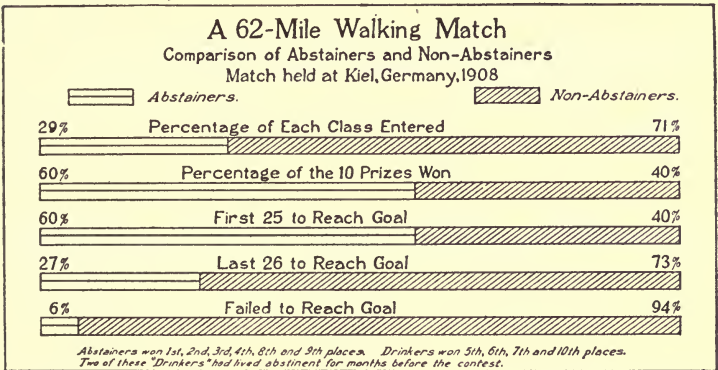 A 62-Mile Walking Match
Comparison of Abstainers and Non-Abstainers
Match held at Kiel, Germany, 1908
Abstainers. Non-Abstainers.
29% Percentage of Each Class Entered 71%
60% Percentage of the 10 Prizes Won 40%
60% First 25 to Reach Goal 40%
27% Last 26 to Reach Goal 73%
6% Failed to Reach Goal 94%
Abstainers won 1st, 2nd, 3rd, 4th, 8th and 9th places. Drinkers won 5th, 6th, 7th and 10th places.
Two of these "Drinkers" had lived abstinent for months before the contest.